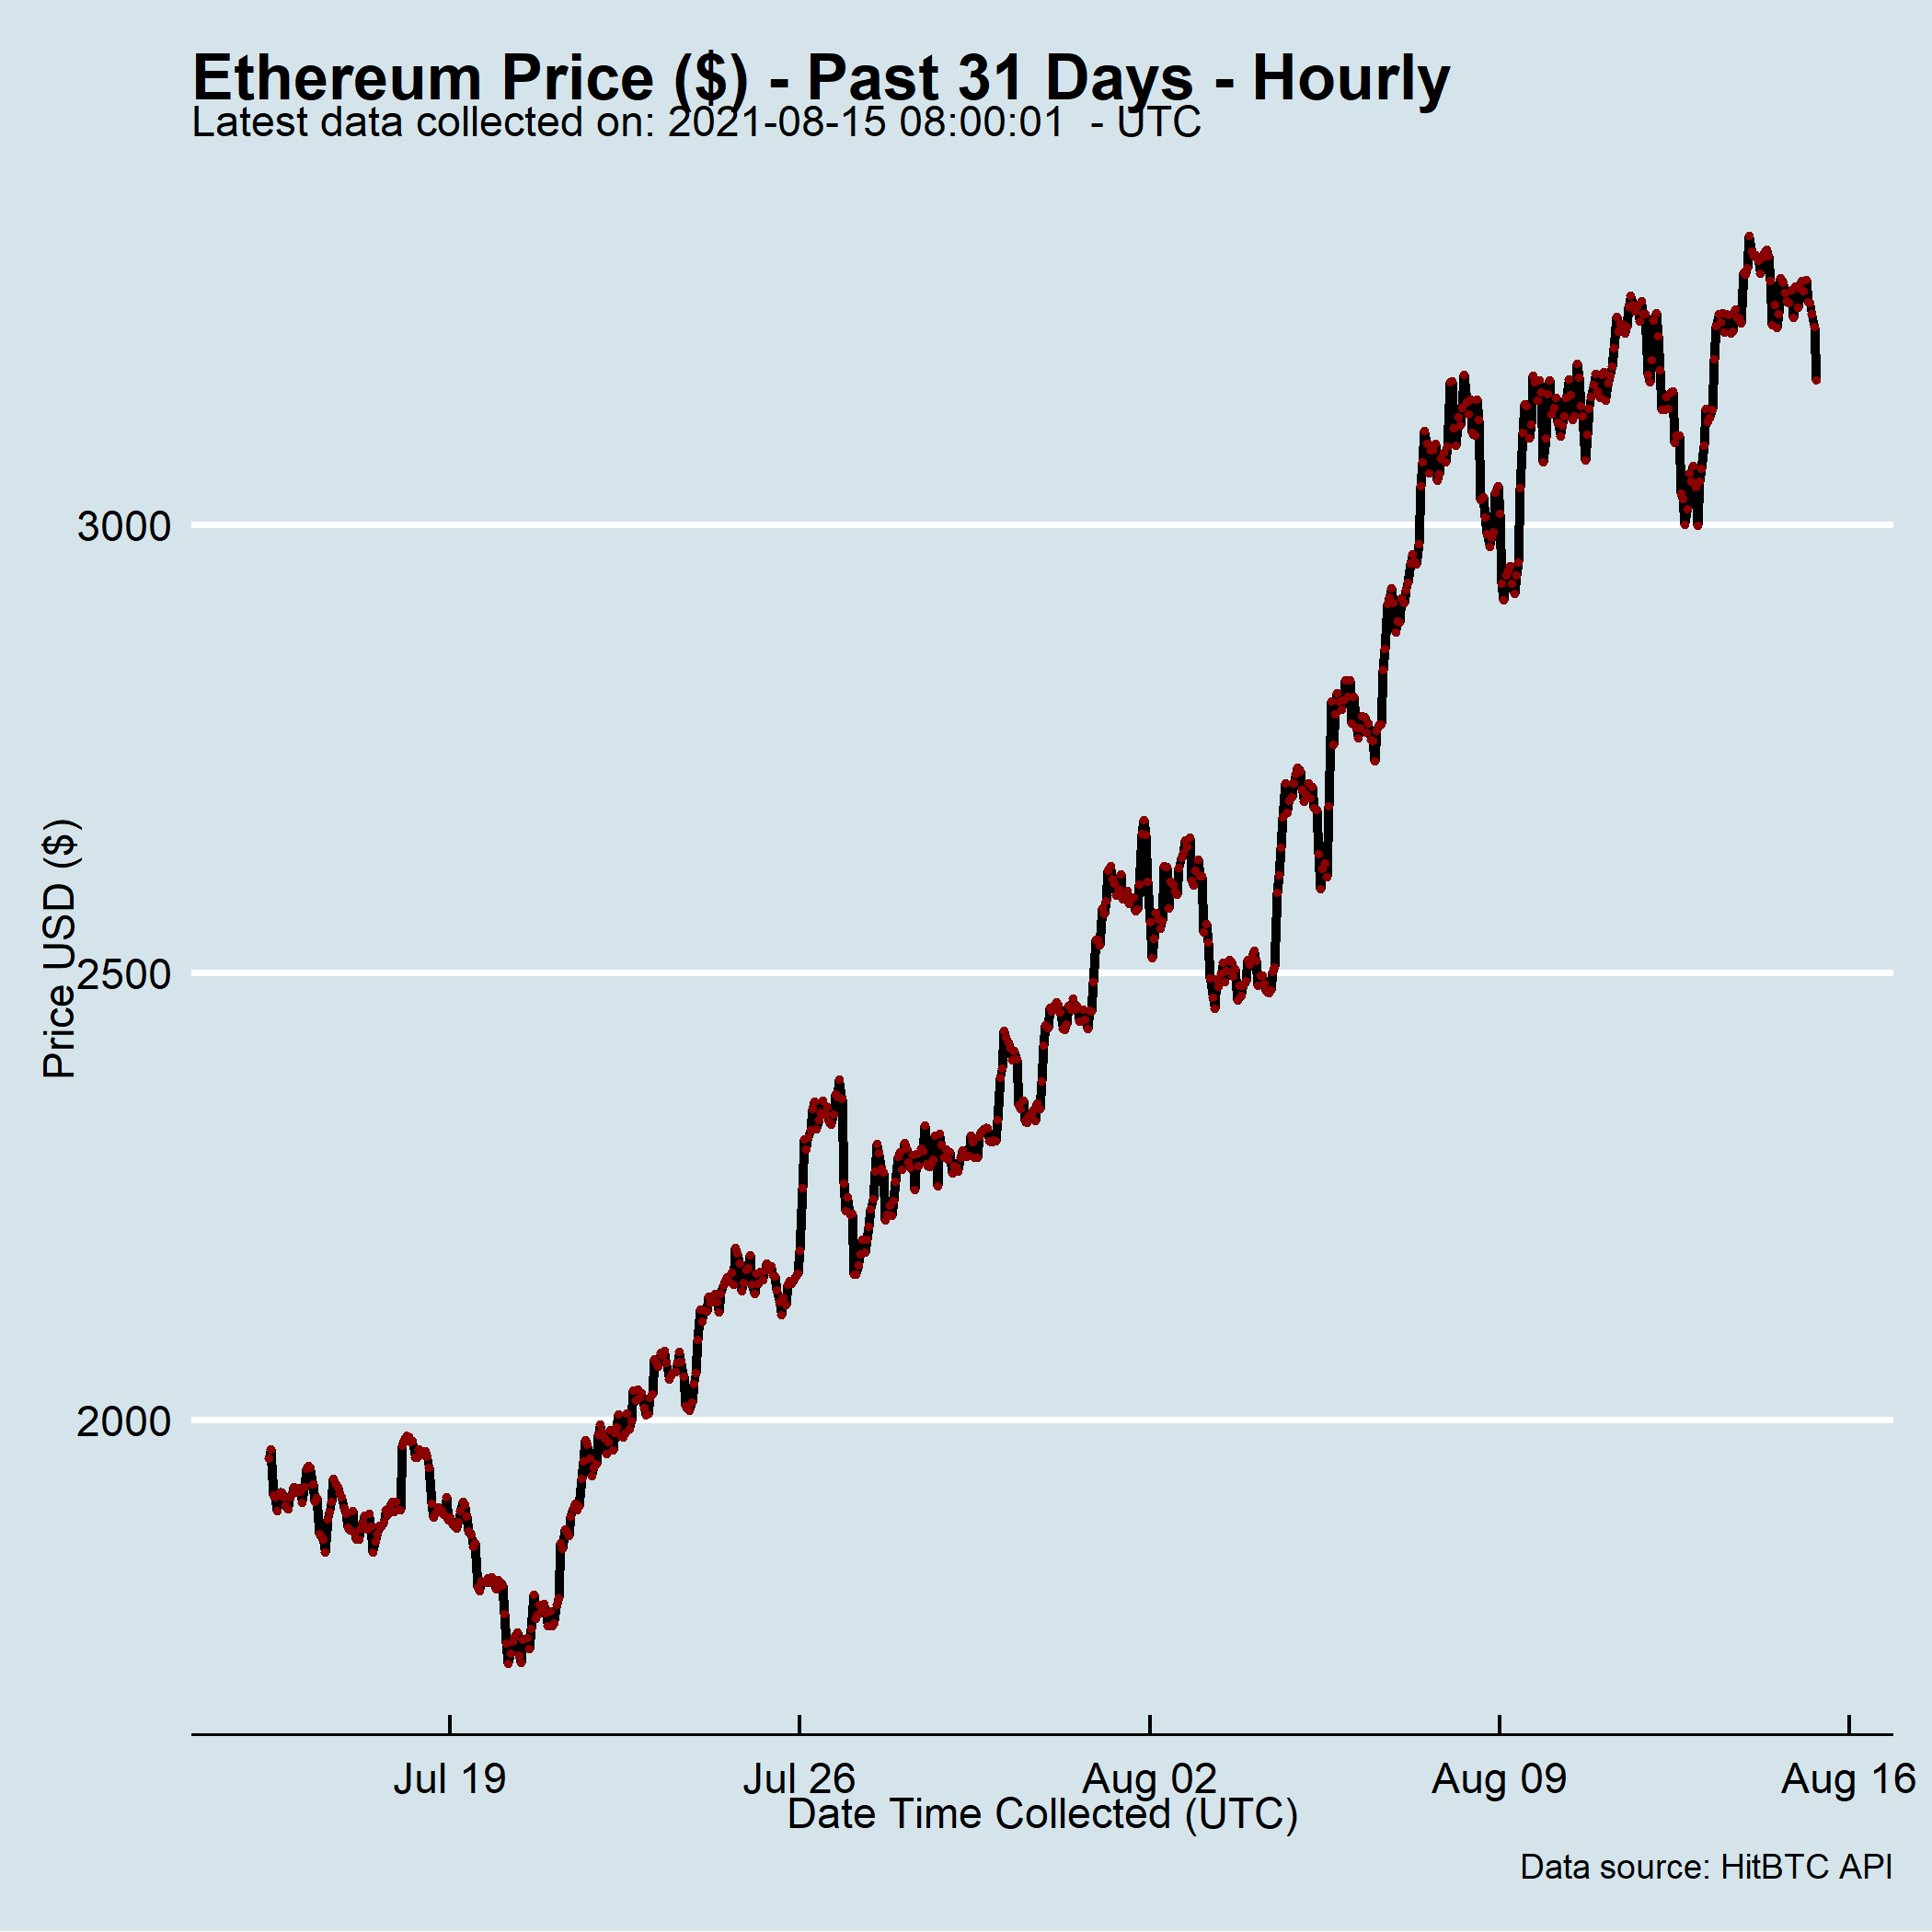 Ethereum Price ($) - Past 31 Days - Hourly
Latest data collected on: 2021-08-15 08:00:01  - UTC
Price USD ($)
3000
2500
2000
Jul 19
Jul 26
Aug 02
Aug 09
Aug 16
Date Time Collected (UTC)
Data source: HitBTC API